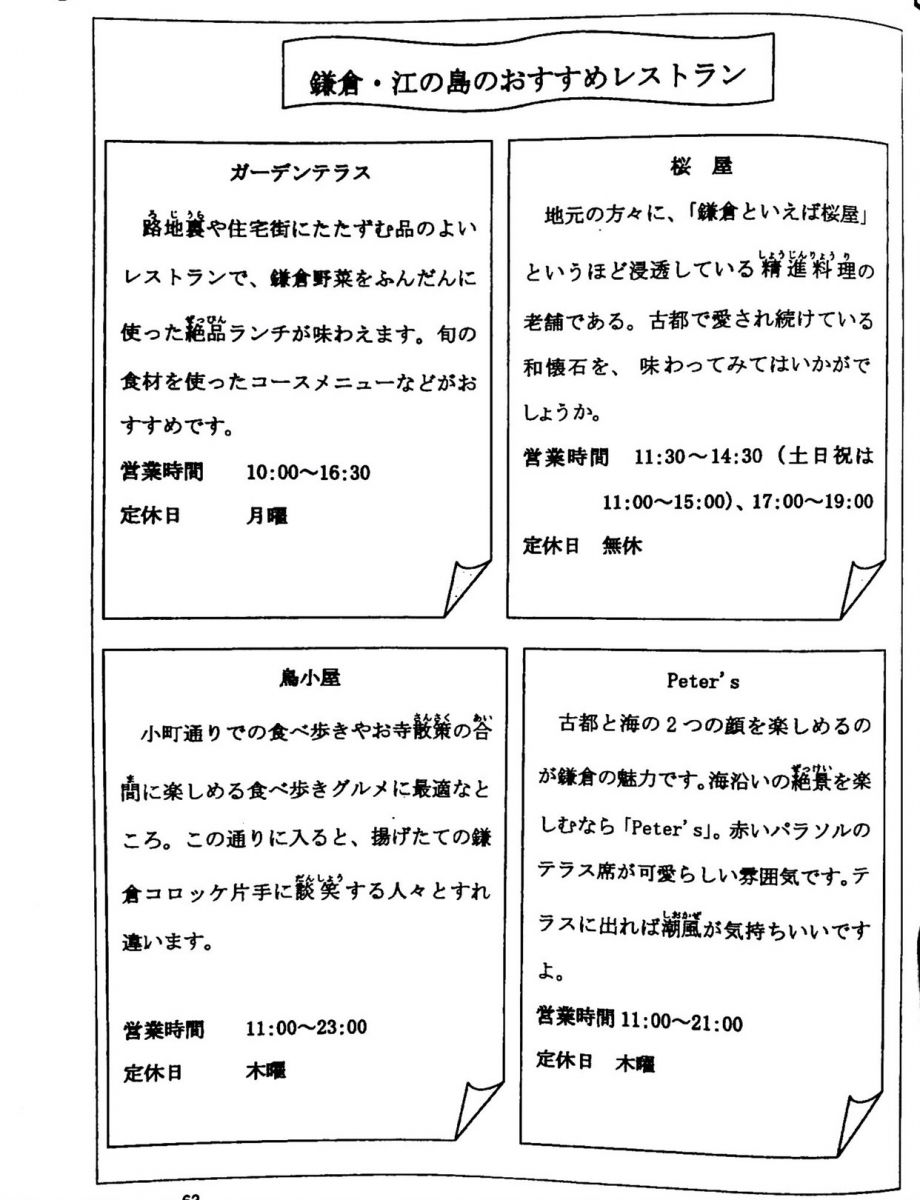 鎌倉・江の島のおすすめレストラン
ガーデンテラス
路地裏や住宅街にたたずむ品のよい
レストランで、鎌倉野菜をふんだんに
使った絶品ランチが味わえます。旬の
食材を使ったコースメニューなどがお
すすめです。
営業時間　10:00～16:30
定休日　月曜
桜　屋
地元の方々に、「鎌倉といえば桜屋」
というほど浸透している精進料理の
老舗である。古都で愛され続けている
和懐石を、味わってみてはいかがで
しょうか。
営業時間　11:30～14:30（土日祝は
11:00～15:00）、17:00～19:00
定休日　無休
鳥小屋
小町通りでの食べ歩きやお寺散策の合
間に楽しめる食べ歩きグルメに最適なと
ころ。この通りに入ると、揚げたての鎌
倉コロッケ片手に談笑する人々とすれ
違います。
営業時間　11:00～23:00
定休日　木曜
Peter's
古都と海の２つの顔を楽しめるの
が鎌倉の魅力です。海沿いの絶景を楽
しむなら「Peter's」。赤いパラソルの
テラス席が可愛らしい雰囲気です。テ
ラスに出れば潮風が気持ちいいです
よ。
営業時間 11:00～21:00
定休日　木曜